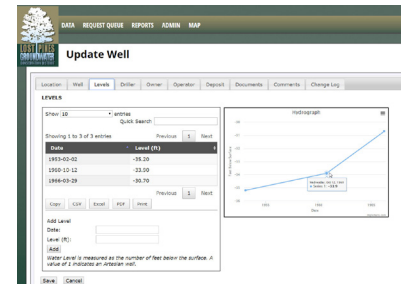 LOST PINES
GROUNDWATER
DATA REQUEST QUEUE REPORTS ADMIN MAP
Update Well
Location Well Levels Driller Owner Operator Deposit Documents Comments Change Log
LEVELS
Show 10 entries
Quick Search
Showing 1 to 3 of 3 entries Previous 1 Next
Date Level (ft)
1953-02-02 -35.20
1960-10-12
1966-03-29 -30.70
Previous 1 Next
Copy CSV Excel PDF Print
Add Level
Date:
Level (ft):
Add
Water Level is measured as the number of feet below the surface. A
value of 1 indicates an Artesian well.
Save Cancel
Hydrograph